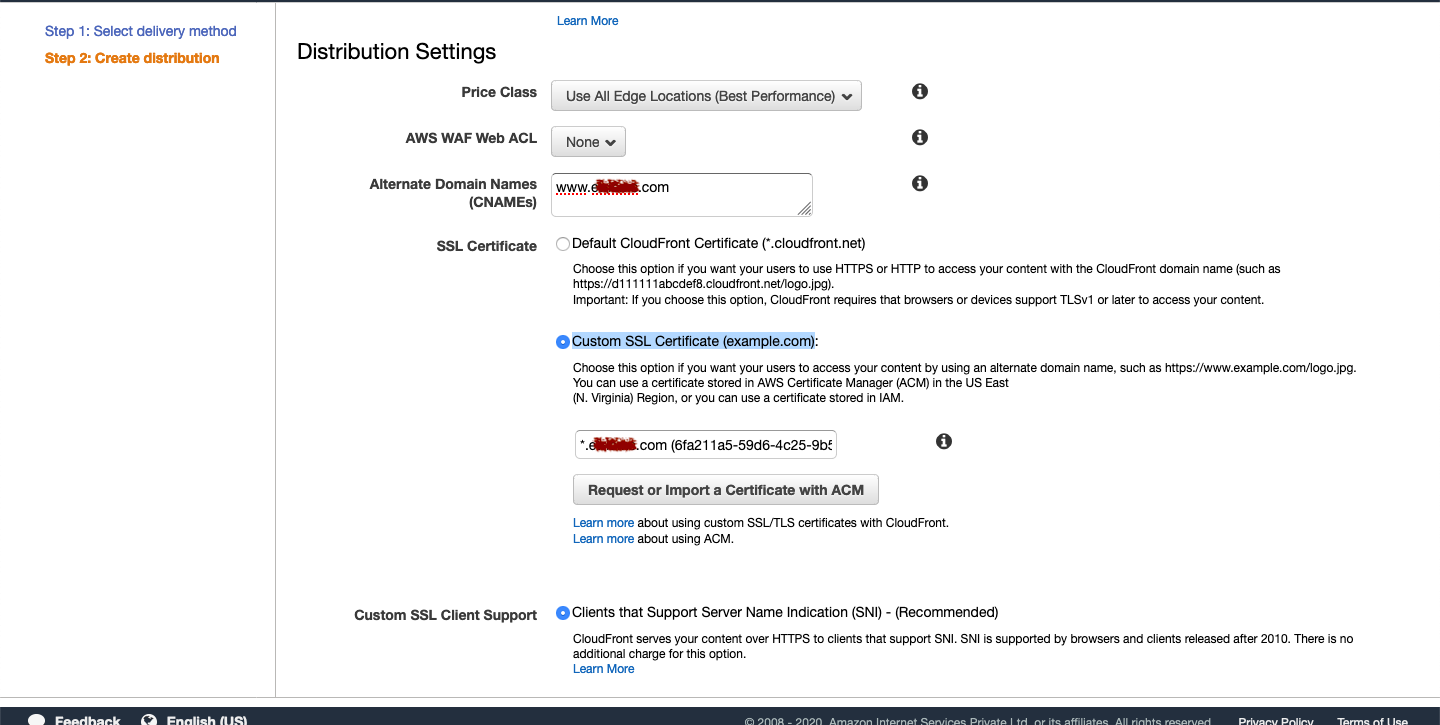 Learn More
Step 1: Select delivery method
Step 2: Create distribution
Distribution Settings
Price Class
Use All Edge Locations (Best Performance)
AWS WAF Web ACL
None
Alternate Domain Names
(CNAMEs)
www.e .com
SSL Certificate
Default CloudFront Certificate (*.cloudfront.net)
Choose this option if you want your users to use HTTPS or HTTP to access your content with the CloudFront domain name (such as
https://d111111abcdef8.cloudfront.net/logo.jpg).
Important: If you choose this option, CloudFront requires that browsers or devices support TLSv1 or later to access your content.
Custom SSL Certificate (example.com):
Choose this option if you want your users to access your content by using an alternate domain name, such as https://www.example.com/logo.jpg.
You can use a certificate stored in AWS Certificate Manager (ACM) in the US East
(N. Virginia) Region, or you can use a certificate stored in IAM.
*.e .com (6fa211a5-59d6-4c25-9b5
Request or Import a Certificate with ACM
Learn more about using custom SSL/TLS certificates with CloudFront.
Learn more about using ACM.
Custom SSL Client Support
Clients that Support Server Name Indication (SNI) - (Recommended)
CloudFront serves your content over HTTPS to clients that support SNI. SNI is supported by browsers and clients released after 2010. There is no
additional charge for this option.
Learn More
Feedback
English (US)
© 2008 - 2020, Amazon Internet Services Private Ltd. or its affiliates. All rights reserved.
Privacy Policy
Terms of Use